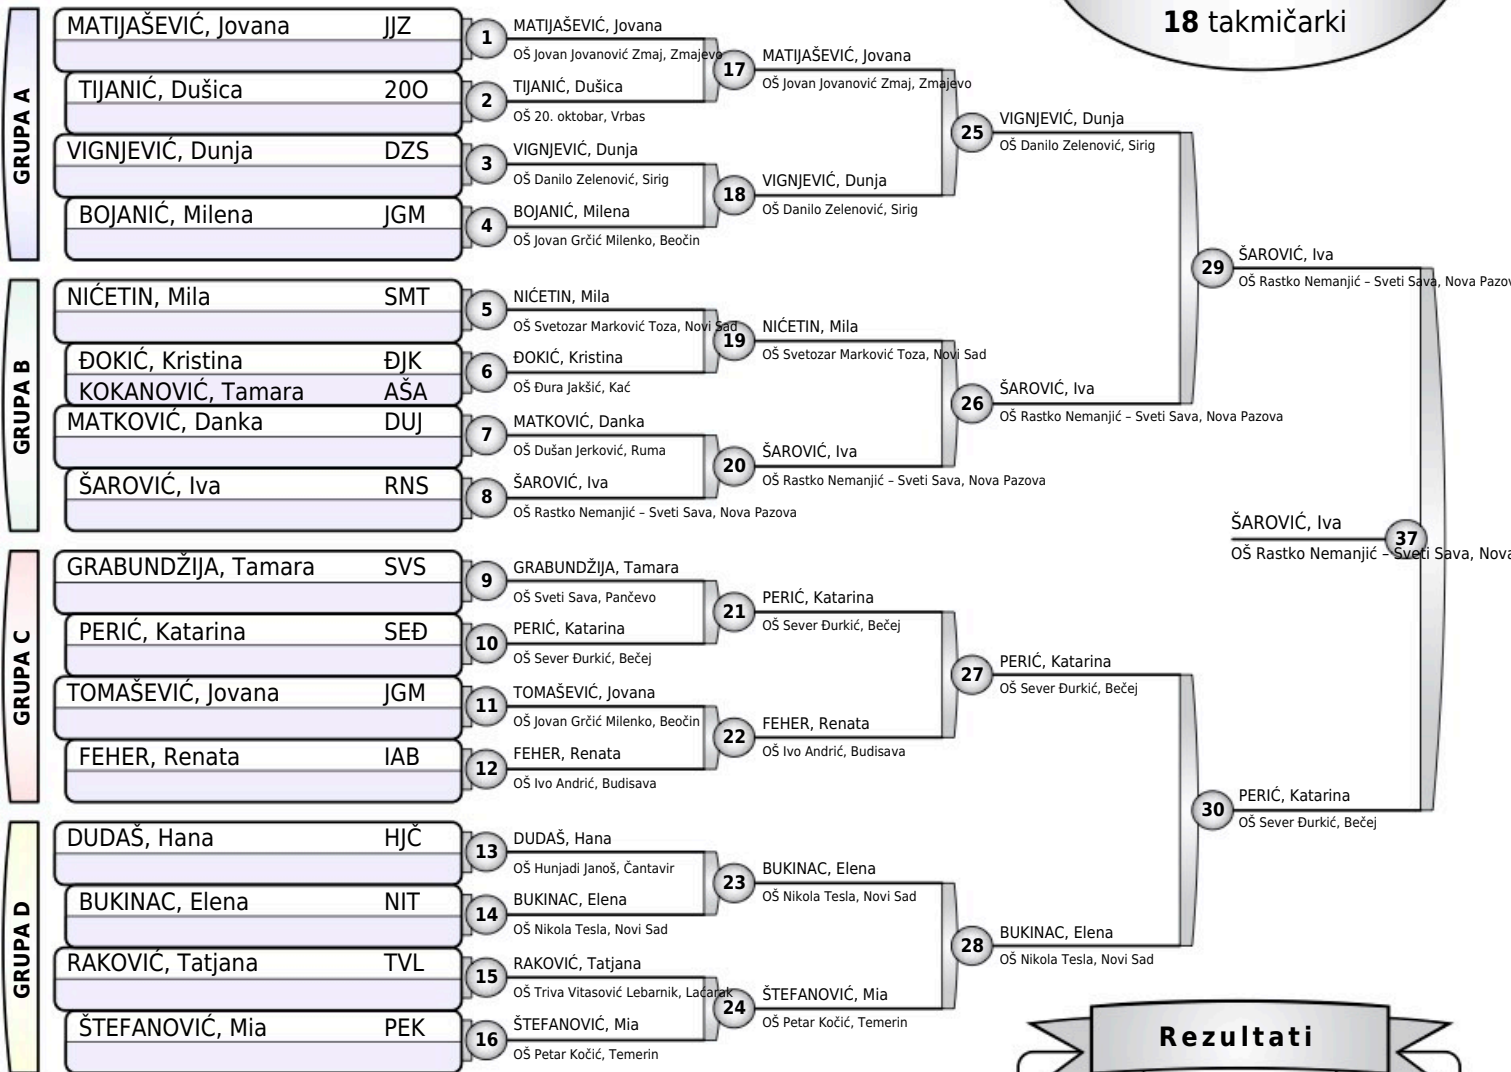 18 takmičarki
GRUPA A
MATIJAŠEVIĆ, Jovana JJZ
TIJANIĆ, Dušica 20O
VIGNJEVIĆ, Dunja DZS
BOJANIĆ, Milena JGM
GRUPA B
NIĆETIN, Mila SMT
ĐOKIĆ, Kristina ĐJK
KOKANOVIĆ, Tamara AŠA
MATKOVIĆ, Danka DUJ
ŠAROVIĆ, Iva RNS
GRUPA C
GRABUNDŽIJA, Tamara SVS
PERIĆ, Katarina SEĐ
TOMAŠEVIĆ, Jovana JGM
FEHER, Renata IAB
GRUPA D
DUDAŠ, Hana HJČ
BUKINAC, Elena NIT
RAKOVIĆ, Tatjana TVL
ŠTEFANOVIĆ, Mia PEK
1 MATIJAŠEVIĆ, Jovana
OŠ Jovan Jovanović Zmaj, Zmajevo
2 TIJANIĆ, Dušica
OŠ 20. oktobar, Vrbas
3 VIGNJEVIĆ, Dunja
OŠ Danilo Zelenović, Sirig
4 BOJANIĆ, Milena
OŠ Jovan Grčić Milenko, Beočin
5 NIĆETIN, Mila
OŠ Svetozar Marković Toza, Novi Sad
6 ĐOKIĆ, Kristina
OŠ Đura Jakšić, Kać
7 MATKOVIĆ, Danka
OŠ Dušan Jerković, Ruma
8 ŠAROVIĆ, Iva
OŠ Rastko Nemanjić – Sveti Sava, Nova Pazova
9 GRABUNDŽIJA, Tamara
OŠ Sveti Sava, Pančevo
10 PERIĆ, Katarina
OŠ Sever Đurkić, Bečej
11 TOMAŠEVIĆ, Jovana
OŠ Jovan Grčić Milenko, Beočin
12 FEHER, Renata
OŠ Ivo Andrić, Budisava
13 DUDAŠ, Hana
OŠ Hunjadi Janoš, Čantavir
14 BUKINAC, Elena
OŠ Nikola Tesla, Novi Sad
15 RAKOVIĆ, Tatjana
OŠ Triva Vitasović Lebarnik, Laćarak
16 ŠTEFANOVIĆ, Mia
OŠ Petar Kočić, Temerin
17 MATIJAŠEVIĆ, Jovana
OŠ Jovan Jovanović Zmaj, Zmajevo
18 VIGNJEVIĆ, Dunja
OŠ Danilo Zelenović, Sirig
19 NIĆETIN, Mila
OŠ Svetozar Marković Toza, Novi Sad
20 ŠAROVIĆ, Iva
OŠ Rastko Nemanjić – Sveti Sava, Nova Pazova
21 PERIĆ, Katarina
OŠ Sever Đurkić, Bečej
22 FEHER, Renata
OŠ Ivo Andrić, Budisava
23 BUKINAC, Elena
OŠ Nikola Tesla, Novi Sad
24 ŠTEFANOVIĆ, Mia
OŠ Petar Kočić, Temerin
25 VIGNJEVIĆ, Dunja
OŠ Danilo Zelenović, Sirig
26 ŠAROVIĆ, Iva
OŠ Rastko Nemanjić – Sveti Sava, Nova Pazova
27 PERIĆ, Katarina
OŠ Sever Đurkić, Bečej
28 BUKINAC, Elena
OŠ Nikola Tesla, Novi Sad
29 ŠAROVIĆ, Iva
OŠ Rastko Nemanjić – Sveti Sava, Nova Pazov
30 PERIĆ, Katarina
OŠ Sever Đurkić, Bečej
ŠAROVIĆ, Iva 37
OŠ Rastko Nemanjić – Sveti Sava, Nova
Rezultati